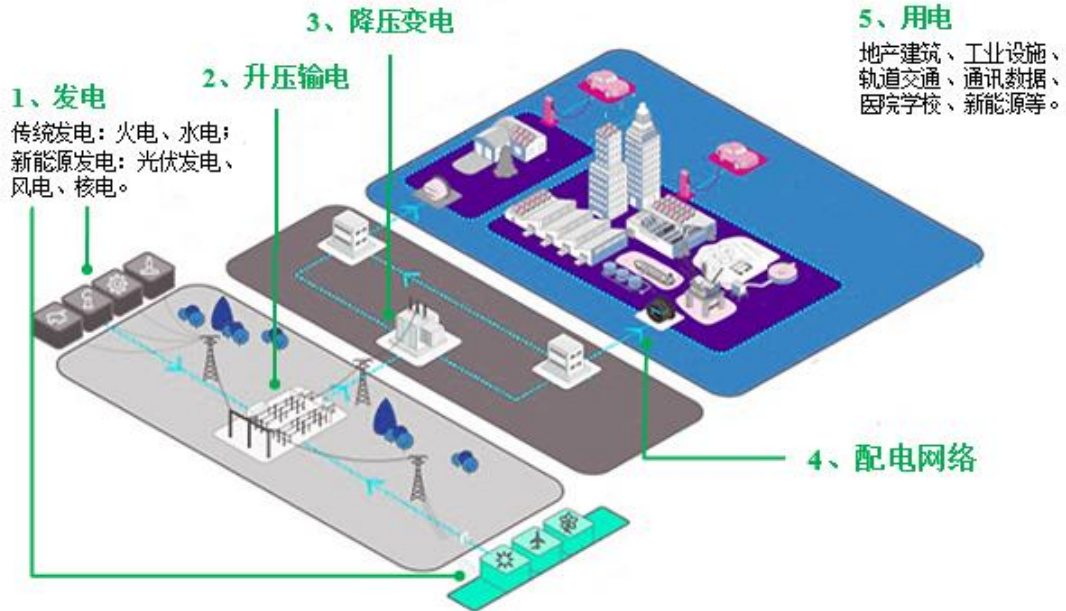 3、降压变电
5、用电
地产建筑、工业设施、
轨道交通、通讯数据、
医院学校、新能源等。
2、升压输电
1、发电
传统发电：火电、水电；
新能源发电：光伏发电、
风电、核电。
4、配电网络